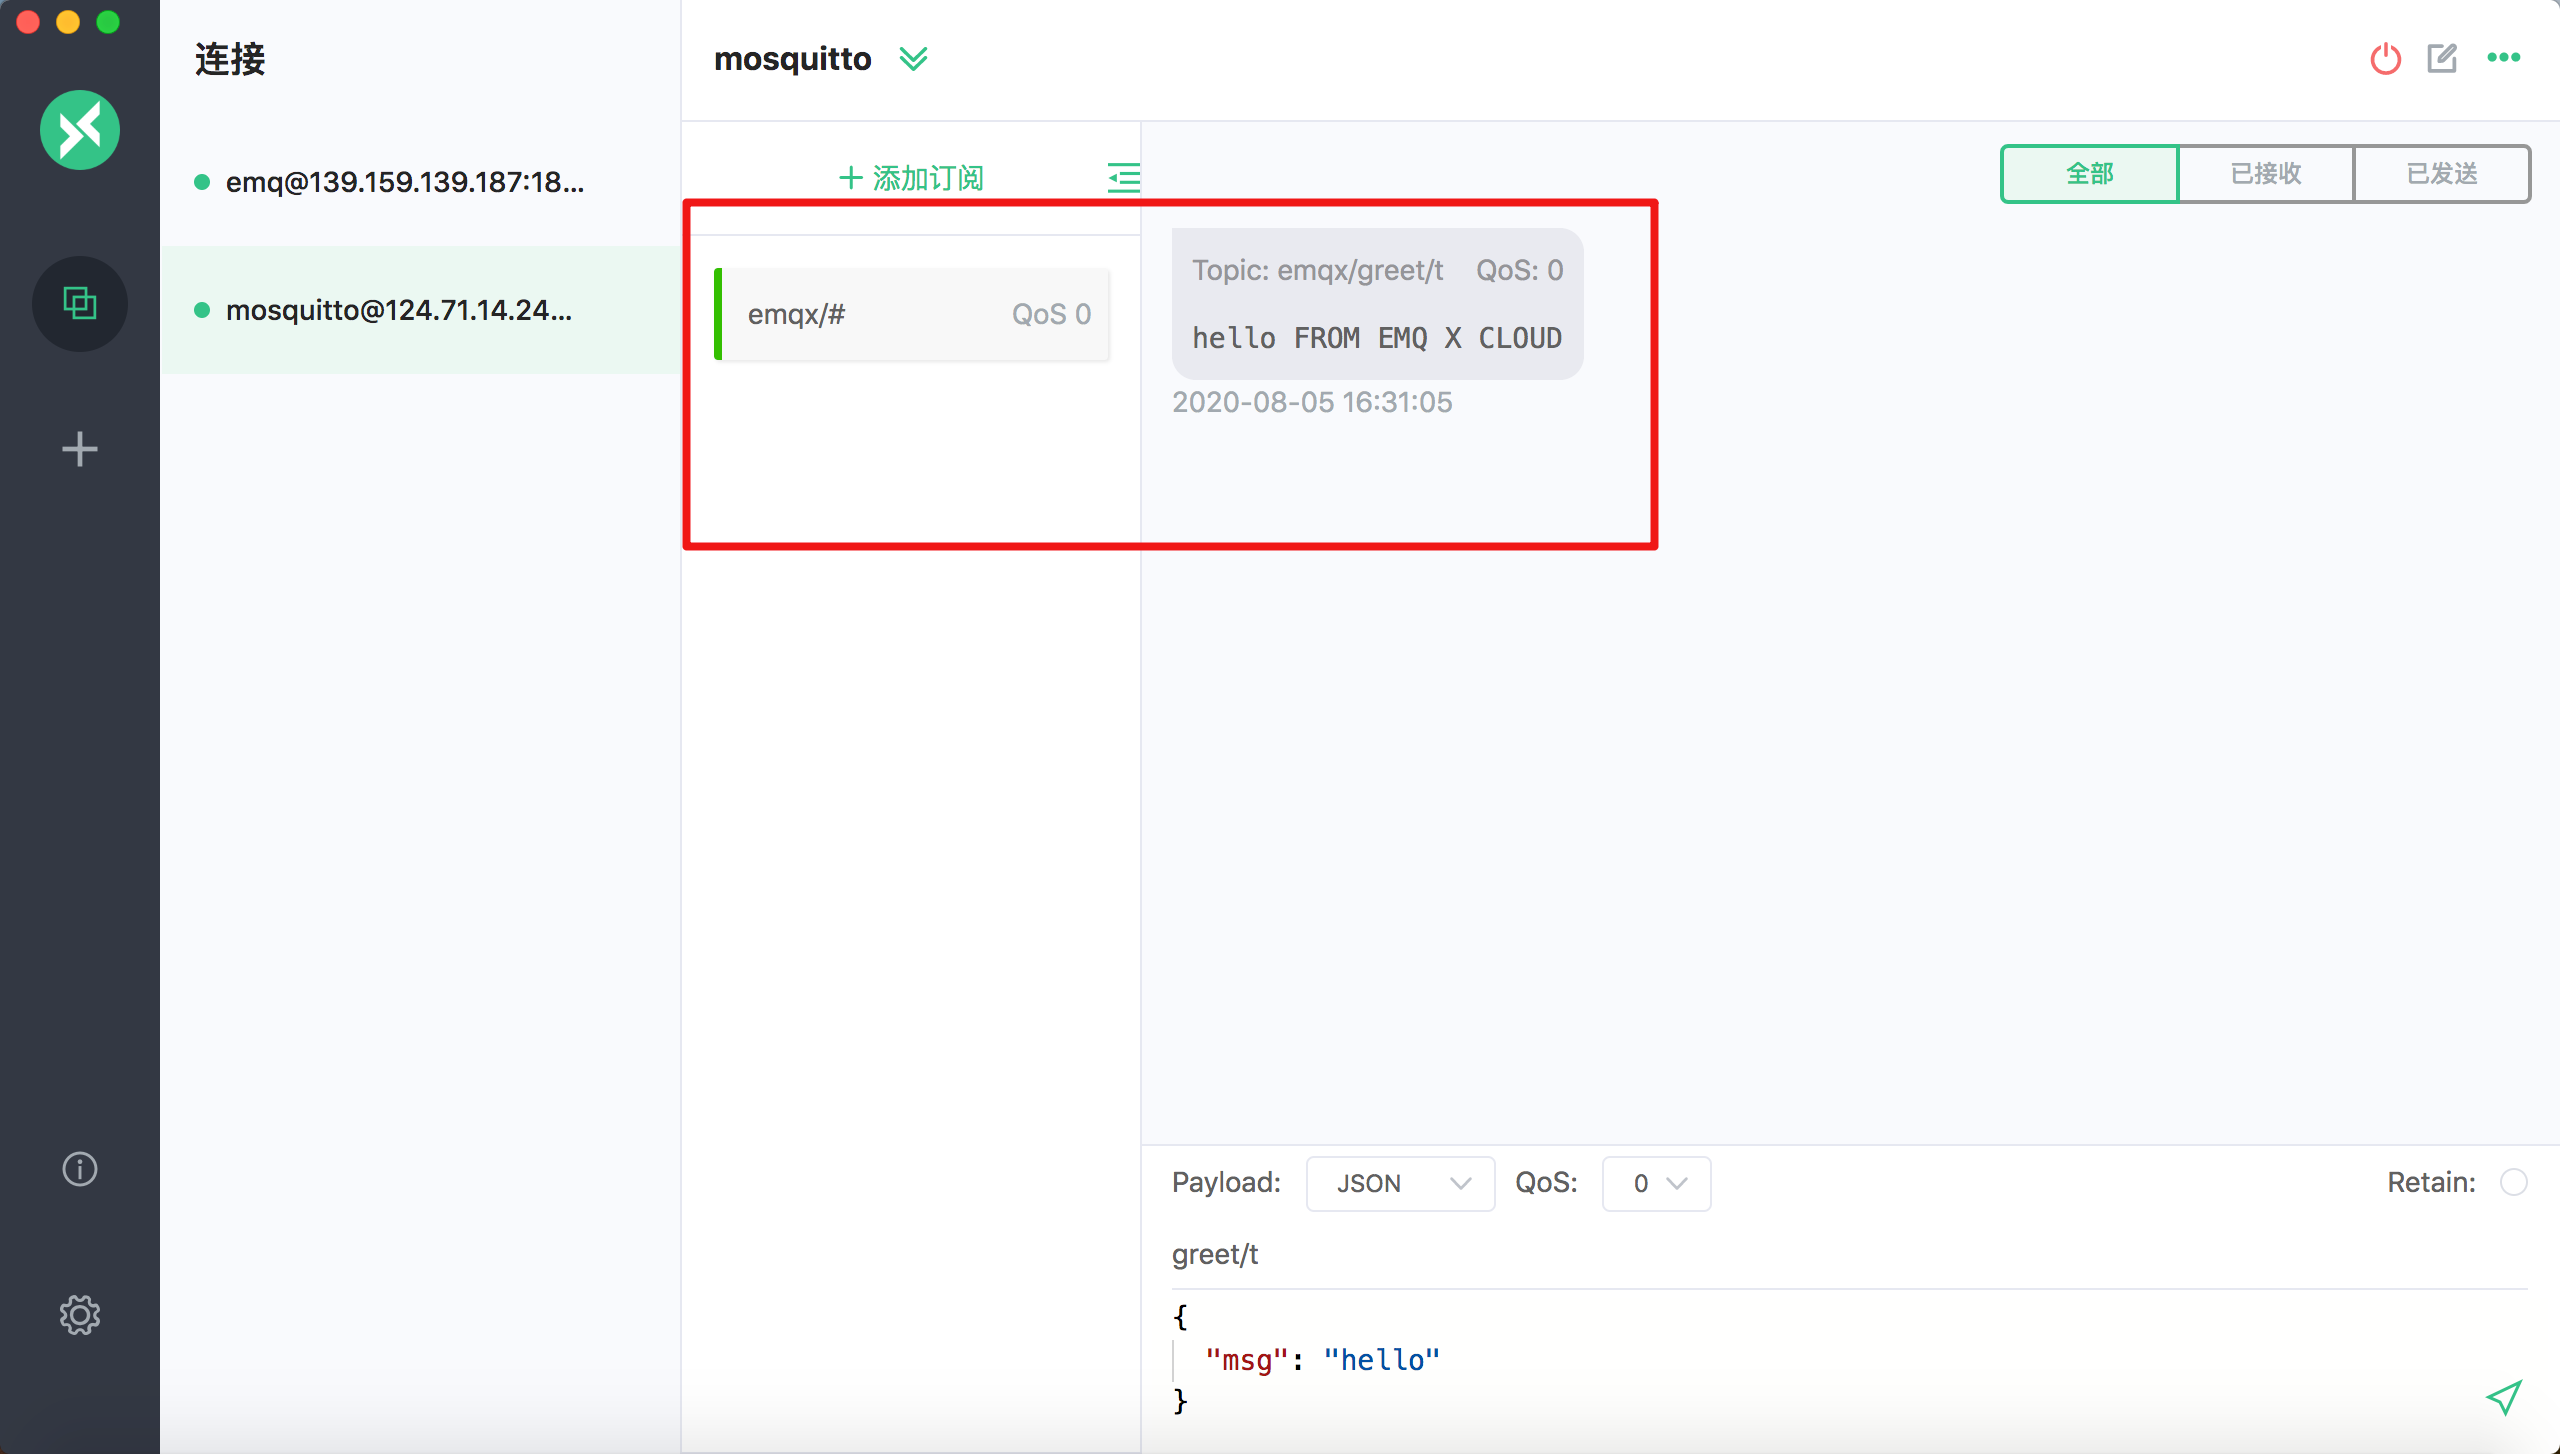 连接
emq@139.159.139.187:18...
mosquitto@124.71.14.24...
mosquitto
添加订阅
emqx/# QoS 0
全部 已接收 已发送
Topic: emqx/greet/t QoS: 0
hello FROM EMQ X CLOUD
2020-08-05 16:31:05
Payload: JSON QoS: 0 Retain:
greet/t
{
"msg": "hello"
}